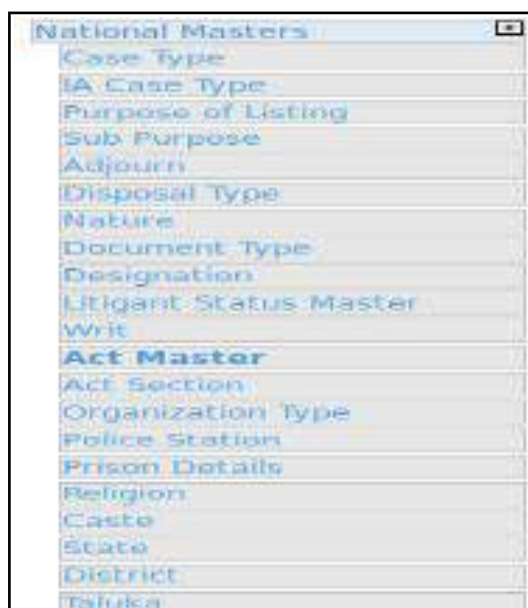 National Masters
Case Type
IA Case Type
Purpose of Listing
Sub Purpose
Adjourn
Disposal Type
Nature
Document Type
Designation
Litigant Status Master
Writ
Act Master
Act Section
Organization Type
Police Station
Prison Details
Religion
Caste
State
District
Taluka